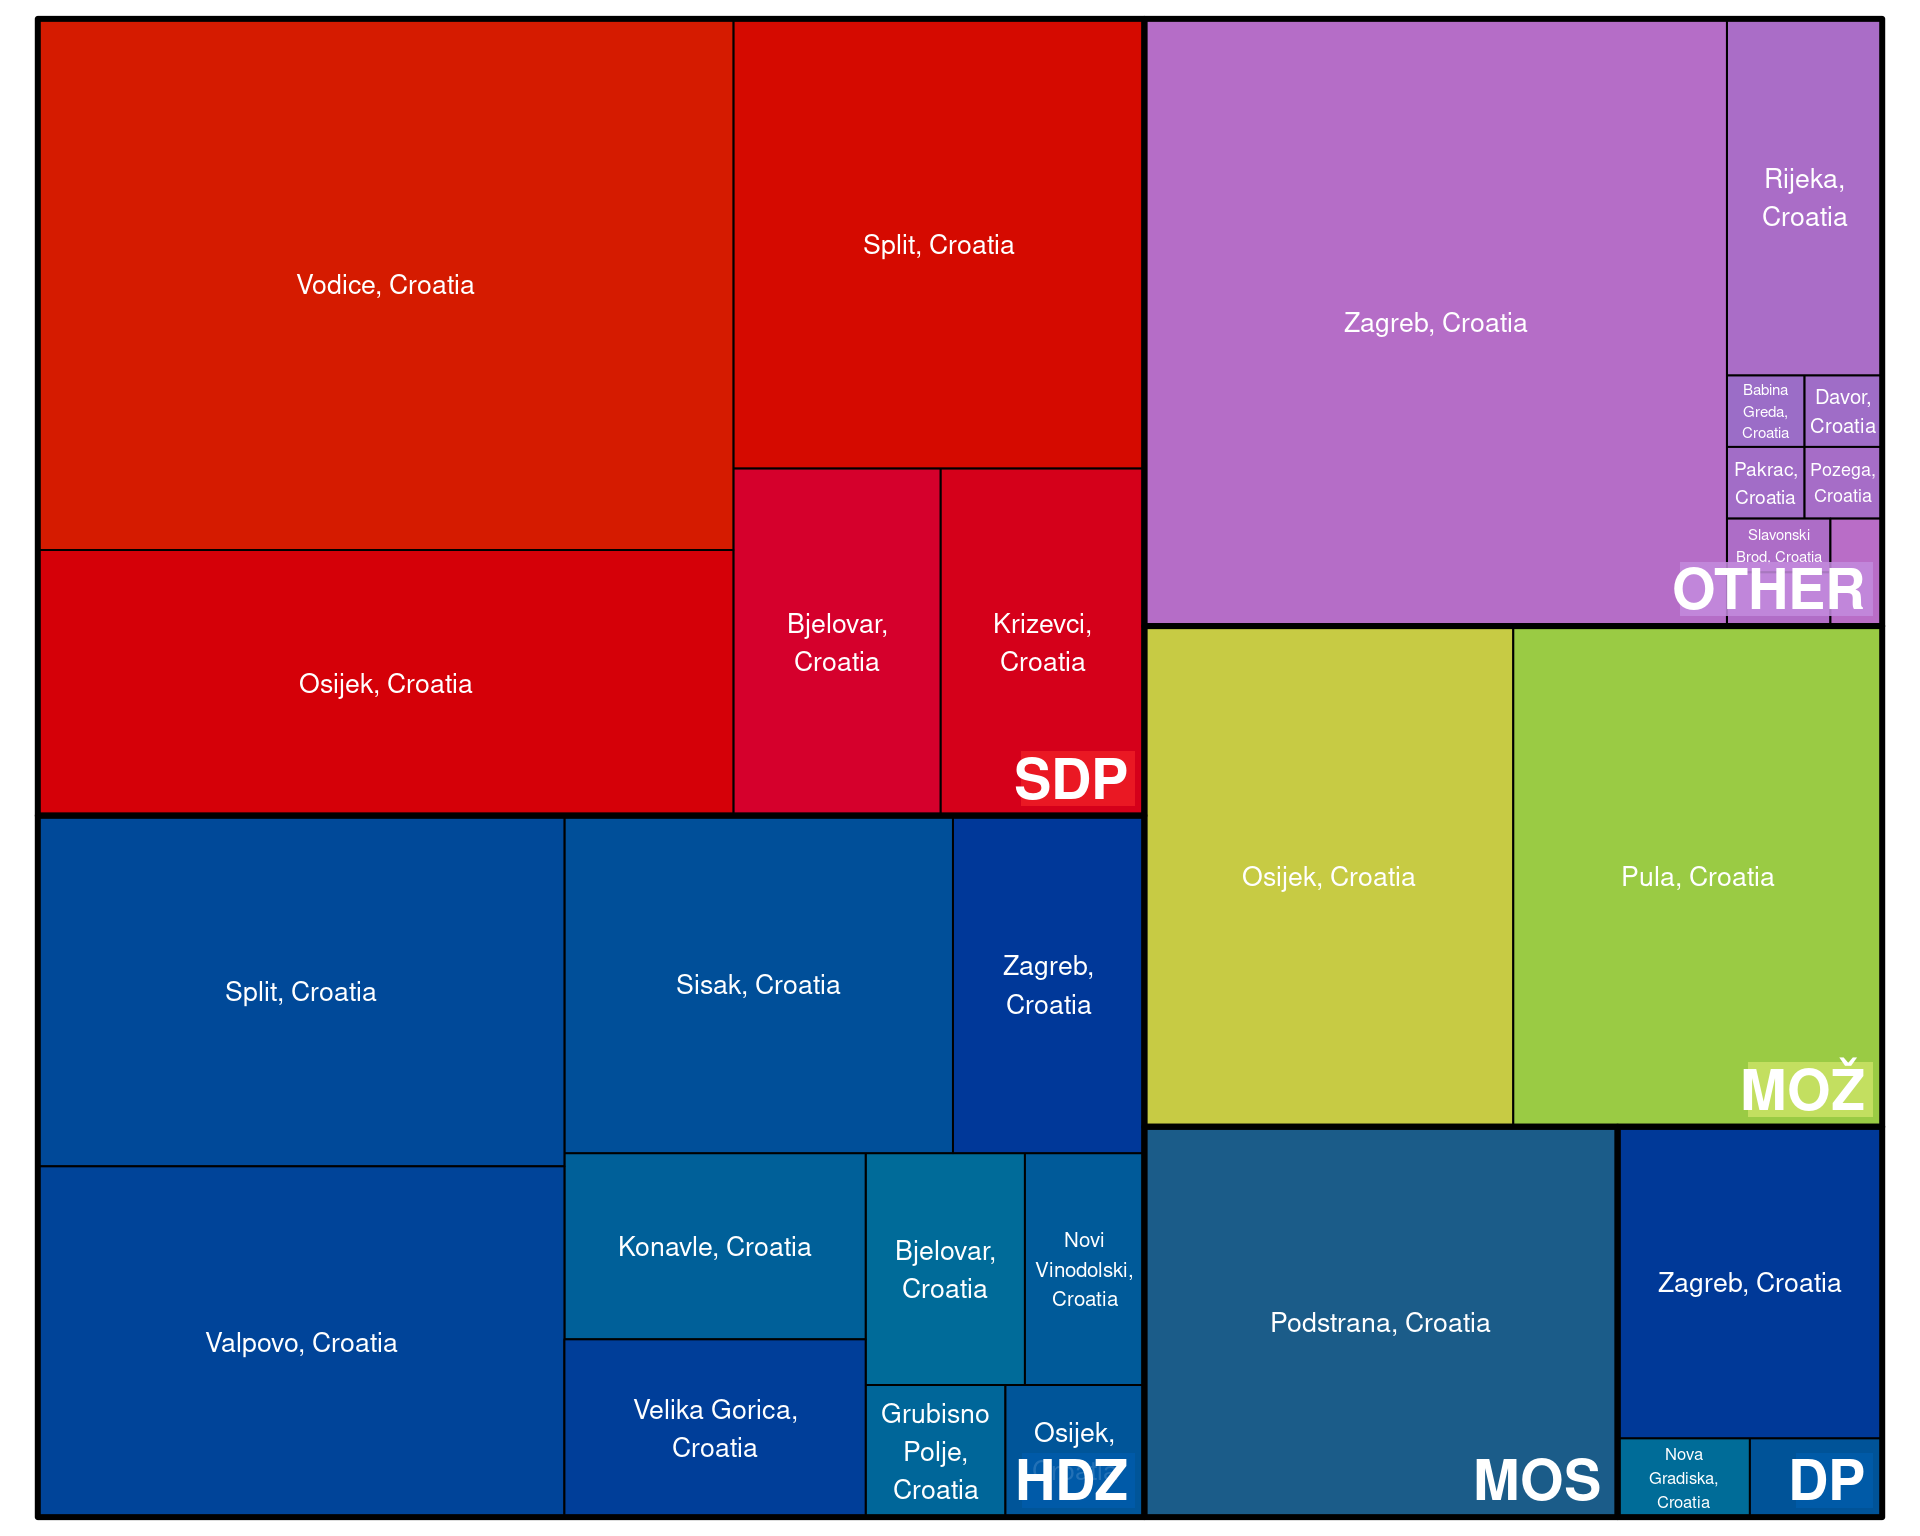 Vodice, Croatia
Split, Croatia
Osijek, Croatia
Bjelovar,
Croatia
Krizevci,
Croatia
SDP
Zagreb, Croatia
Rijeka,
Croatia
Babina
Greda,
Croatia
Davor,
Croatia
Pakrac,
Croatia
Pozega,
Croatia
Slavonski
Brod, Croatia
OTHER
Osijek, Croatia
Pula, Croatia
MOŽ
Split, Croatia
Sisak, Croatia
Zagreb,
Croatia
Valpovo, Croatia
Konavle, Croatia
Velika Gorica,
Croatia
Bjelovar,
Croatia
Novi
Vinodolski,
Croatia
Grubisno
Polje,
Croatia
Osijek,
HDZ
Podstrana, Croatia
MOS
Zagreb, Croatia
Nova
Gradiska,
Croatia
DP